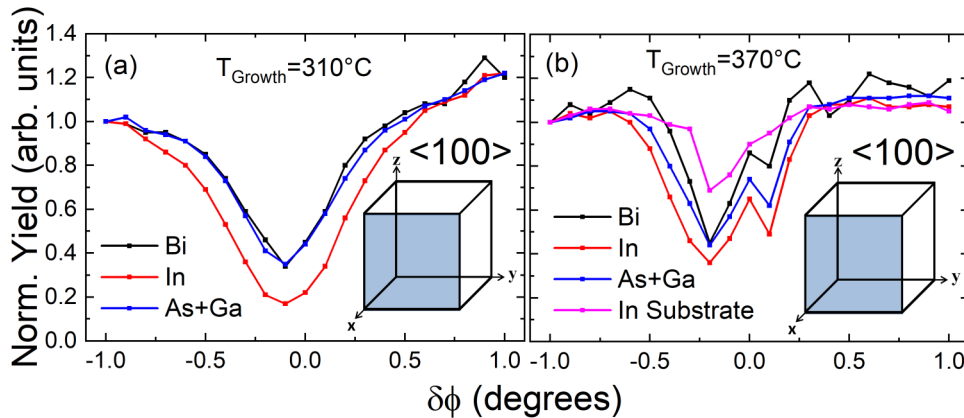 Norm. Yield (arb. units)
1.4
1.2
1.0
0.8
0.6
0.4
0.2
0.0
(a)
T_Growth=310°C
<100>
z
y
x
Bi
In
As+Ga
-1.0 -0.5 0.0 0.5 1.0
(b)
T_Growth=370°C
<100>
z
y
x
Bi
In
As+Ga
In Substrate
-1.0 -0.5 0.0 0.5 1.0
δϕ (degrees)